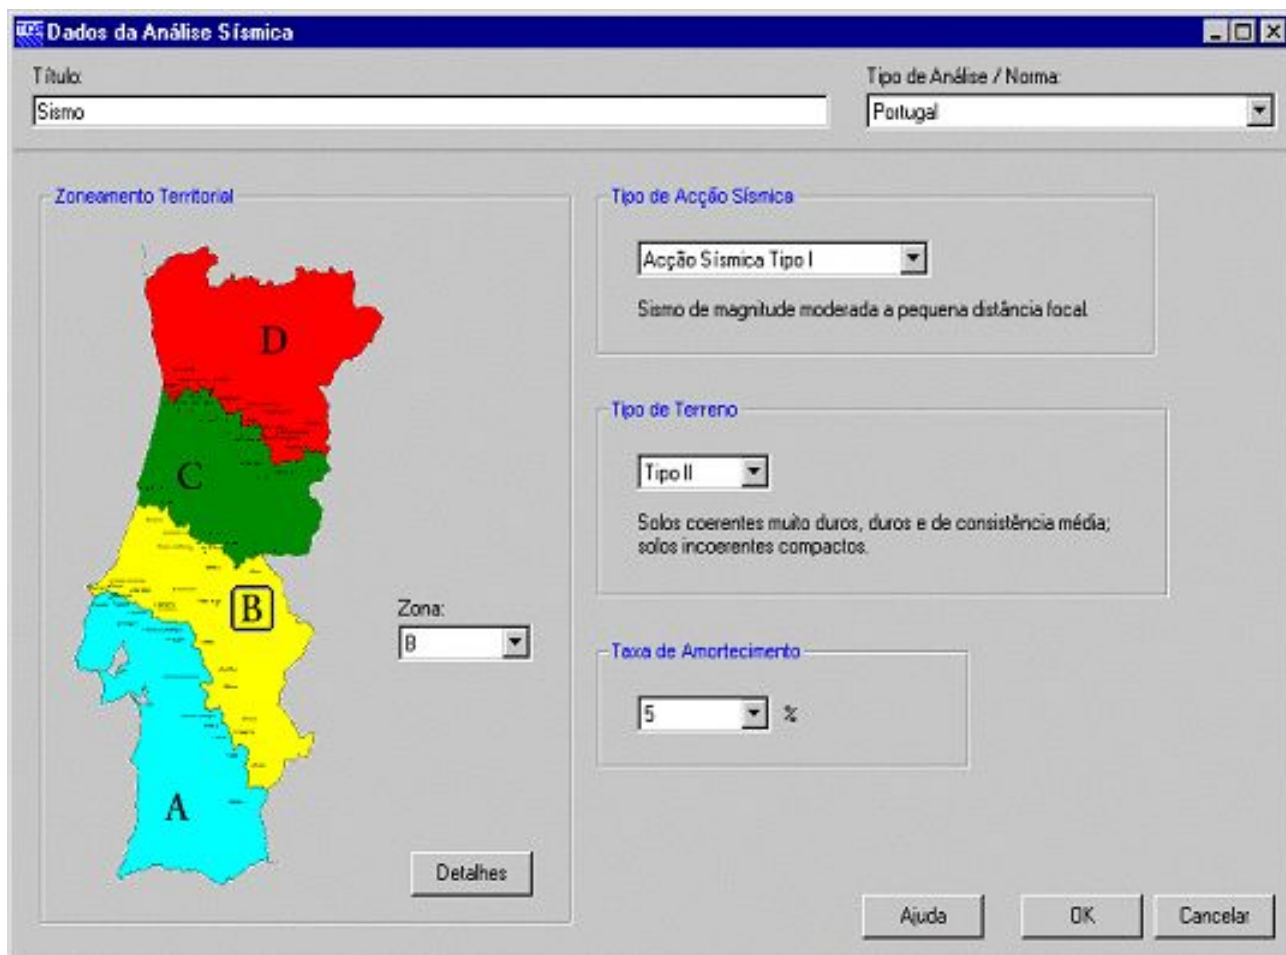 Dados da Análise Sísmica
Título:
Sismo
Tipo de Análise / Norma:
Portugal
Zoneamento Territorial
D
C
B
A
Zona:
B
Detalhes
Tipo de Acção Sísmica
Acção Sísmica Tipo I
Sismo de magnitude moderada a pequena distância focal.
Tipo de Terreno
Tipo II
Solos coerentes muito duros, duros e de consistência média;
solos incoerentes compactos.
Taxa de Amortecimento
5 %
Ajuda
OK
Cancelar